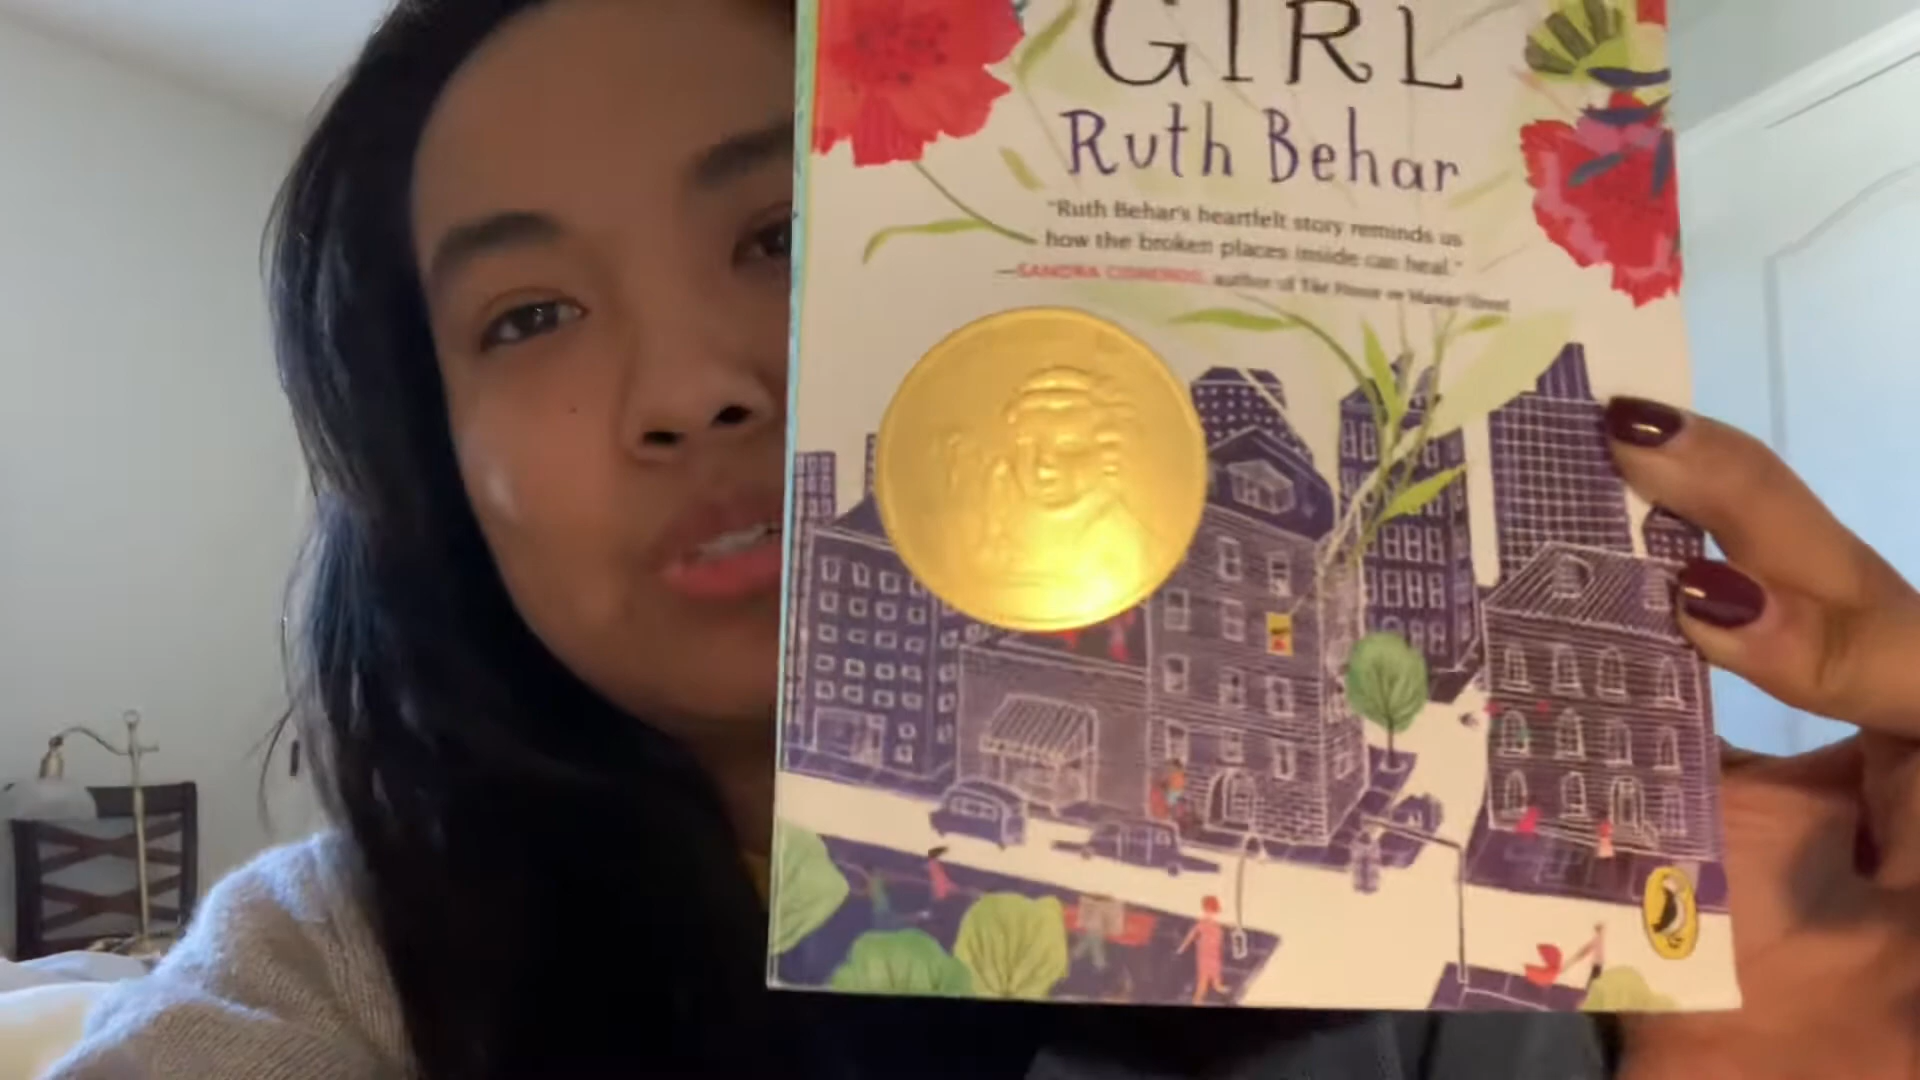 GIRL
Ruth Behar
"Ruth Behar's heartfelt story reminds us
how the broken places inside can heal."
—SANDRA CISNEROS, author of The House on Mango Street